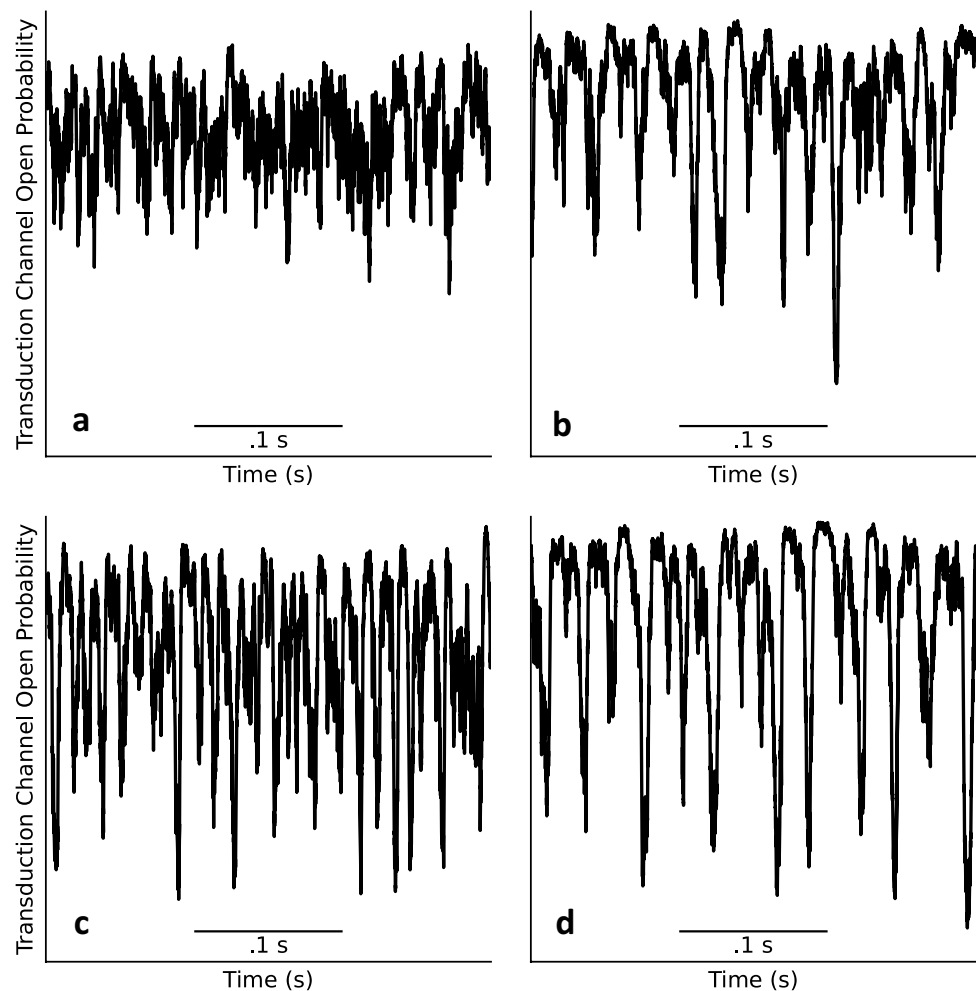 Transduction Channel Open Probability
a
.1 s
Time (s)
b
.1 s
Time (s)
Transduction Channel Open Probability
c
.1 s
Time (s)
d
.1 s
Time (s)